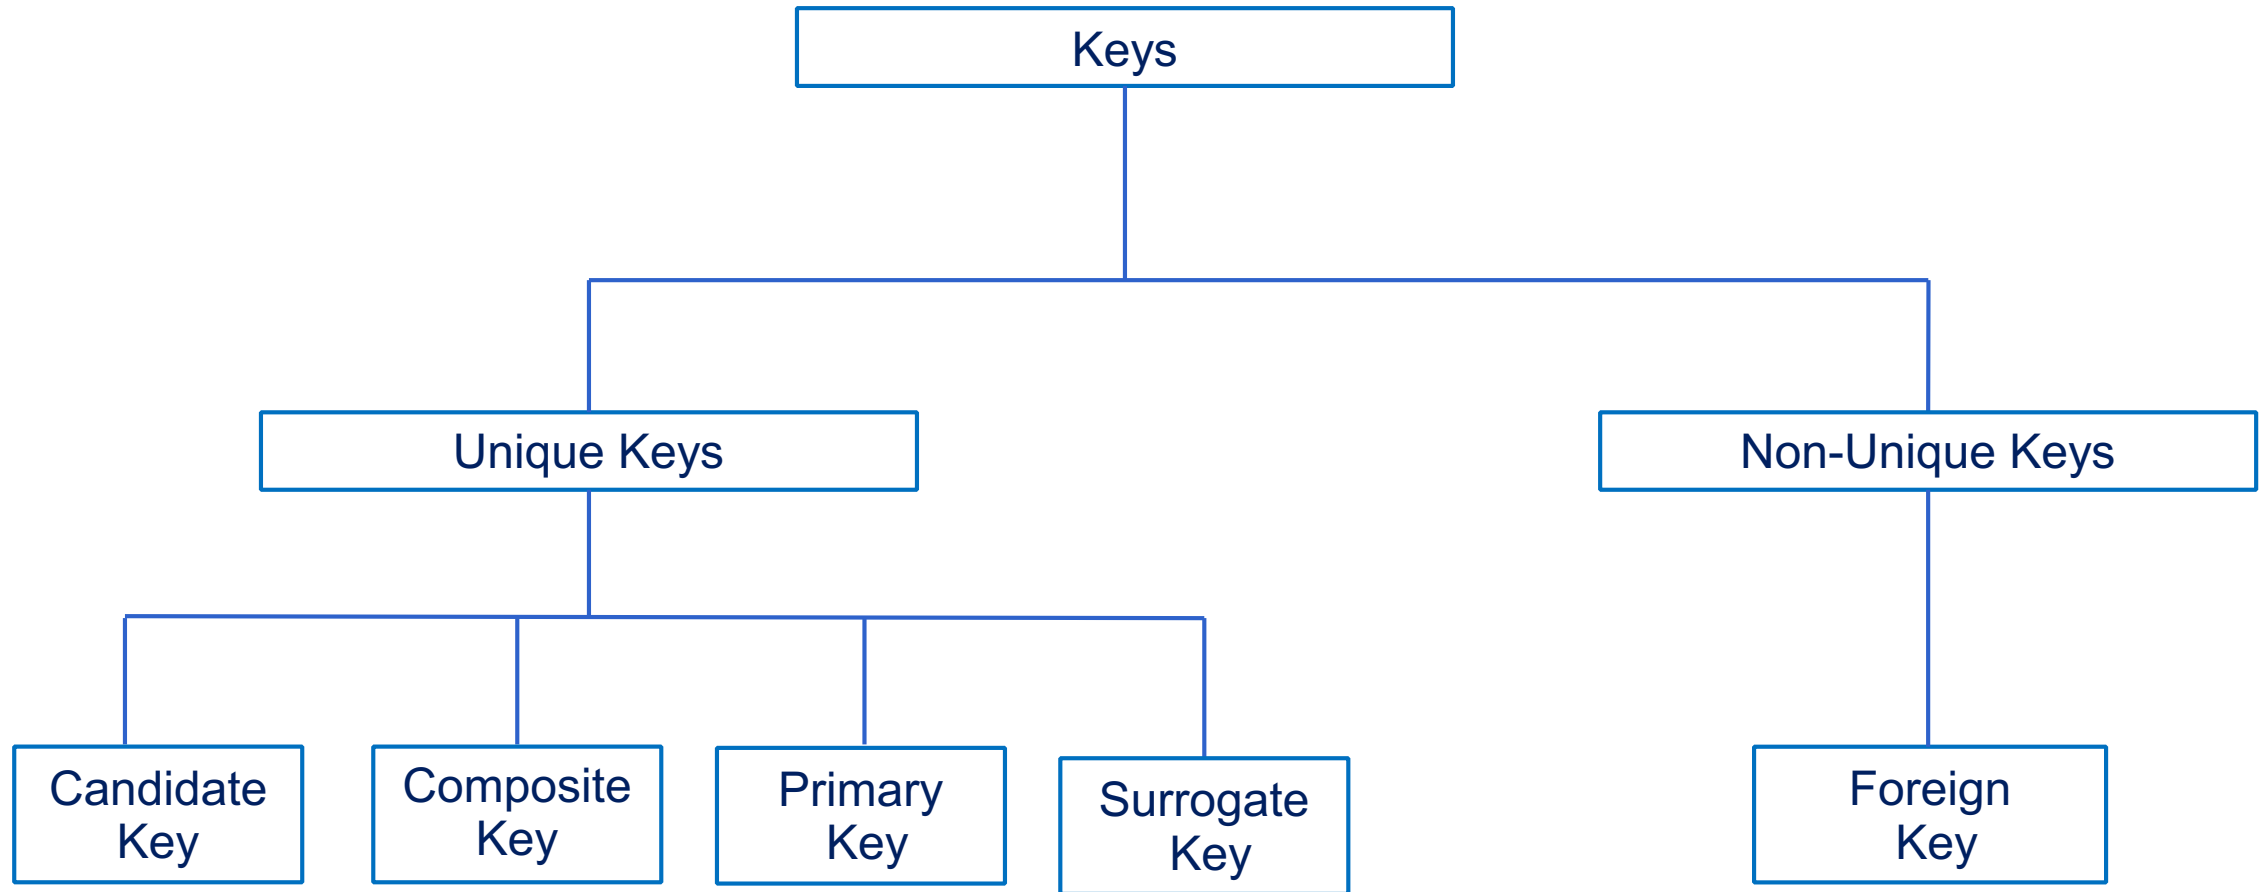 Keys
Unique Keys
Non-Unique Keys
Candidate
Key
Composite
Key
Primary
Key
Surrogate
Key
Foreign
Key